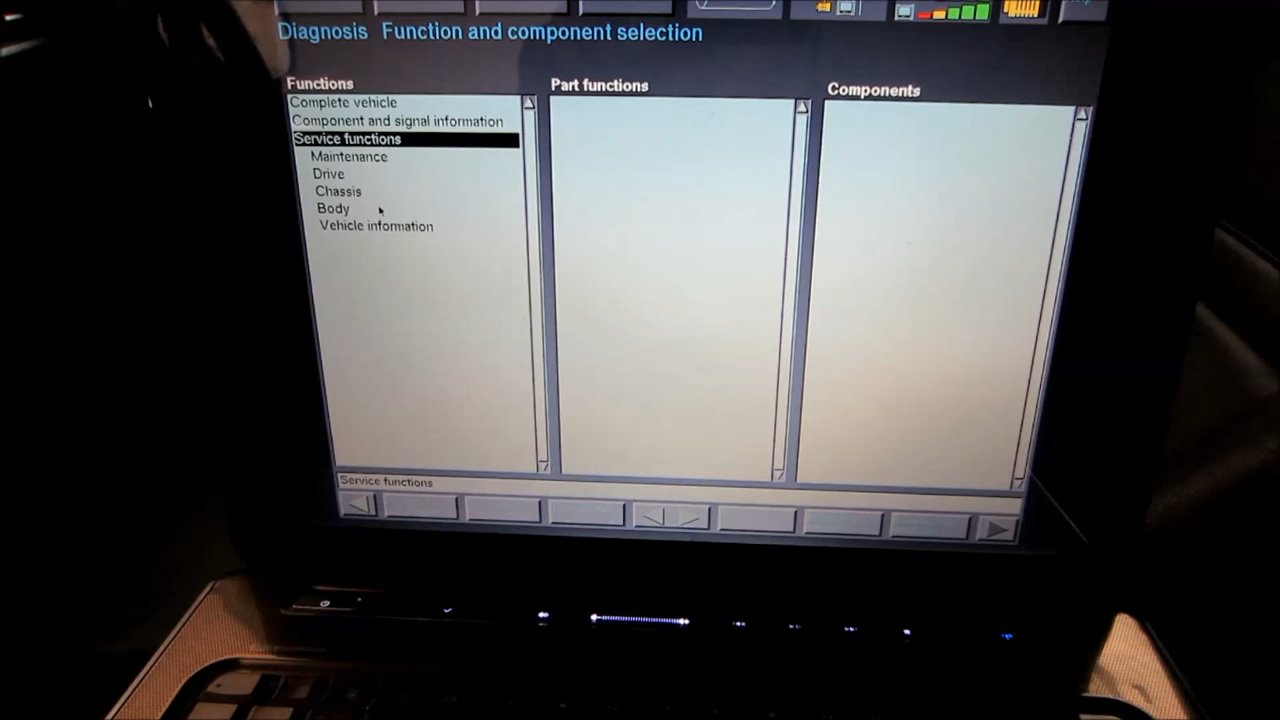 Diagnosis Function and component selection
Functions
Part functions
Components
Complete vehicle
Component and signal information
Service functions
Maintenance
Drive
Chassis
Body
Vehicle information
Service functions